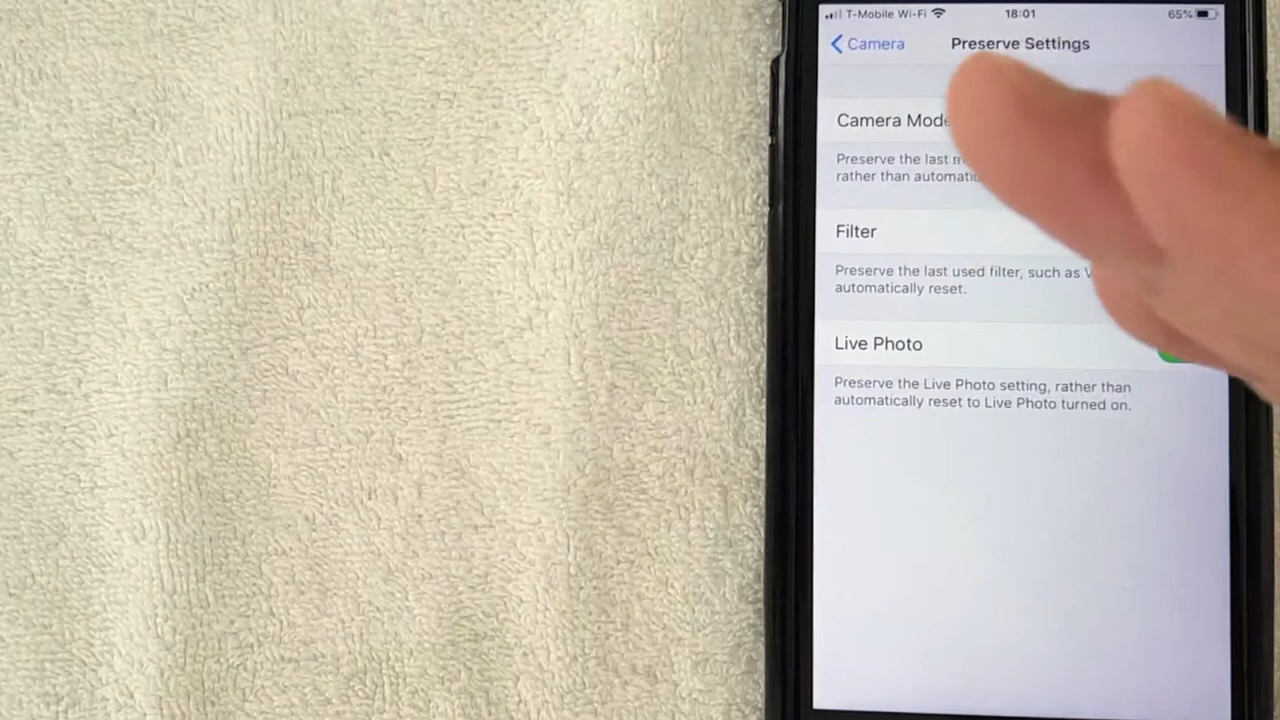 T-Mobile Wi-Fi 18:01 65%
Camera Preserve Settings
Camera Mode
Preserve the last
rather than
Filter
Preserve the last used filter, such as
automatically reset.
Live Photo
Preserve the Live Photo setting, rather than
automatically reset to Live Photo turned on.